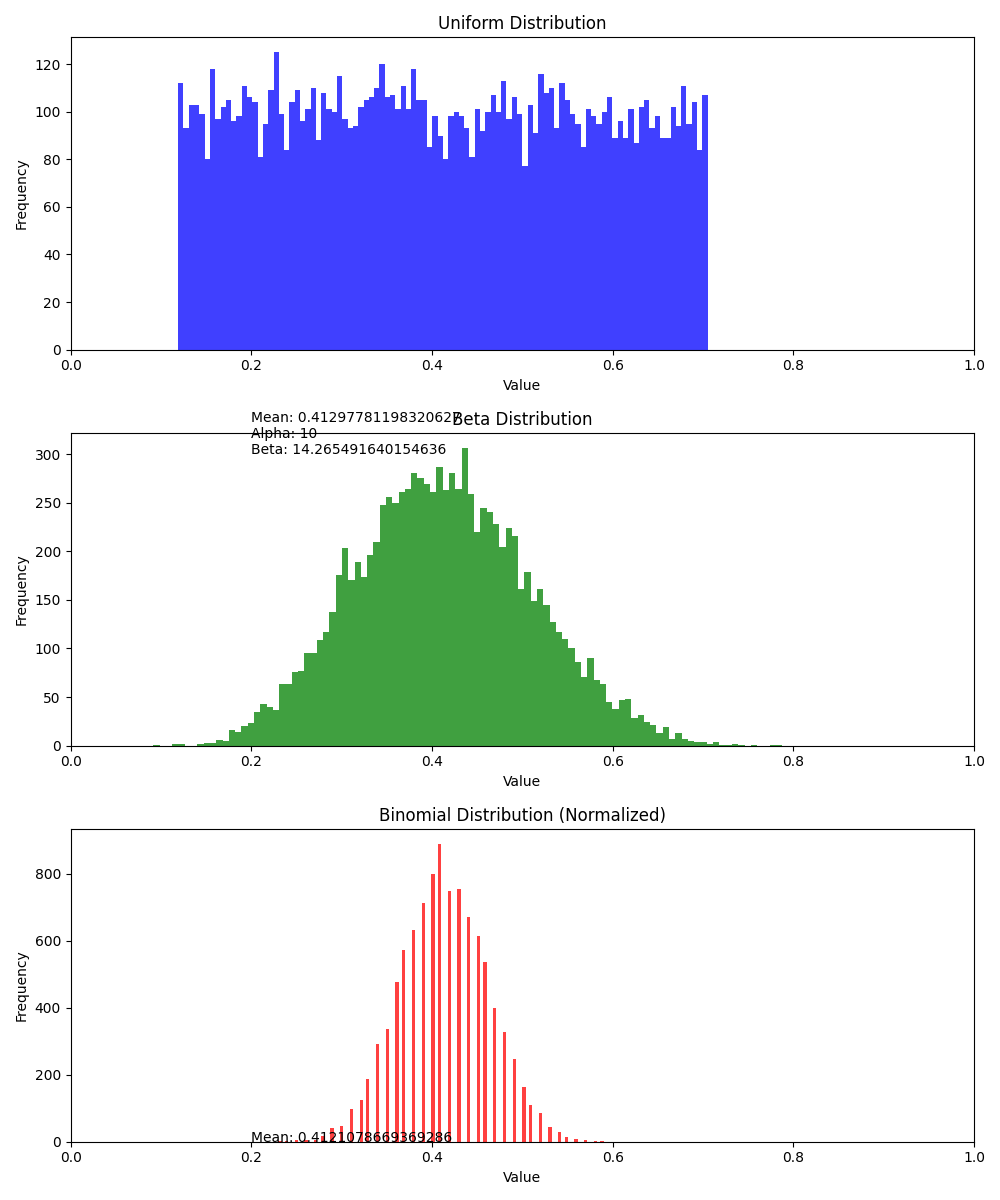 Uniform Distribution
120
100
80
60
40
20
0
Frequency
0.0 0.2 0.4 0.6 0.8 1.0
Value
Beta Distribution
Mean: 0.4129778119832062
Alpha: 10
Beta: 14.265491640154636
300
250
200
150
100
50
0
Frequency
0.0 0.2 0.4 0.6 0.8 1.0
Value
Binomial Distribution (Normalized)
800
600
400
200
0
Frequency
Mean: 0.4121078669369286
0.0 0.2 0.4 0.6 0.8 1.0
Value